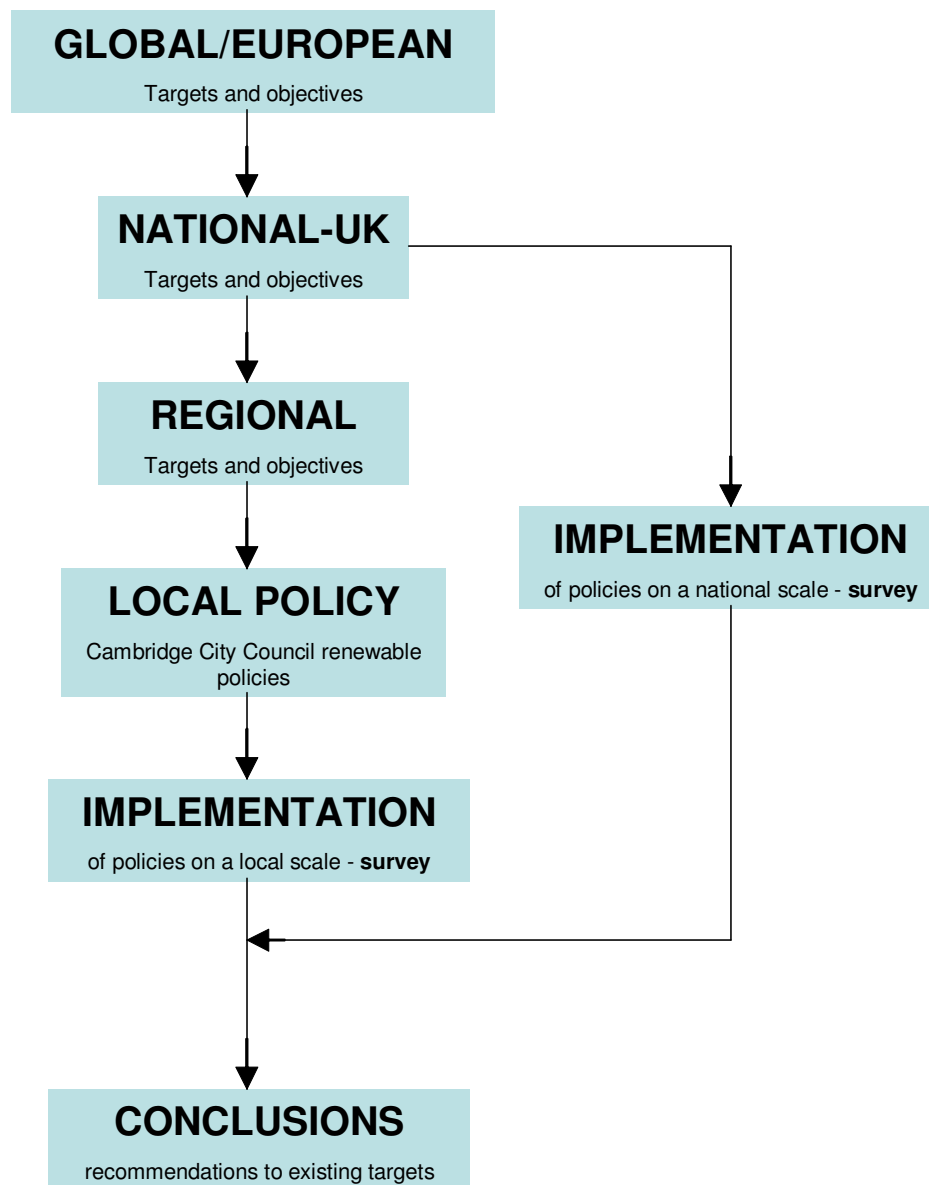 GLOBAL/EUROPEAN
Targets and objectives
NATIONAL-UK
Targets and objectives
REGIONAL
Targets and objectives
IMPLEMENTATION
of policies on a national scale - survey
LOCAL POLICY
Cambridge City Council renewable
policies
IMPLEMENTATION
of policies on a local scale - survey
CONCLUSIONS
recommendations to existing targets